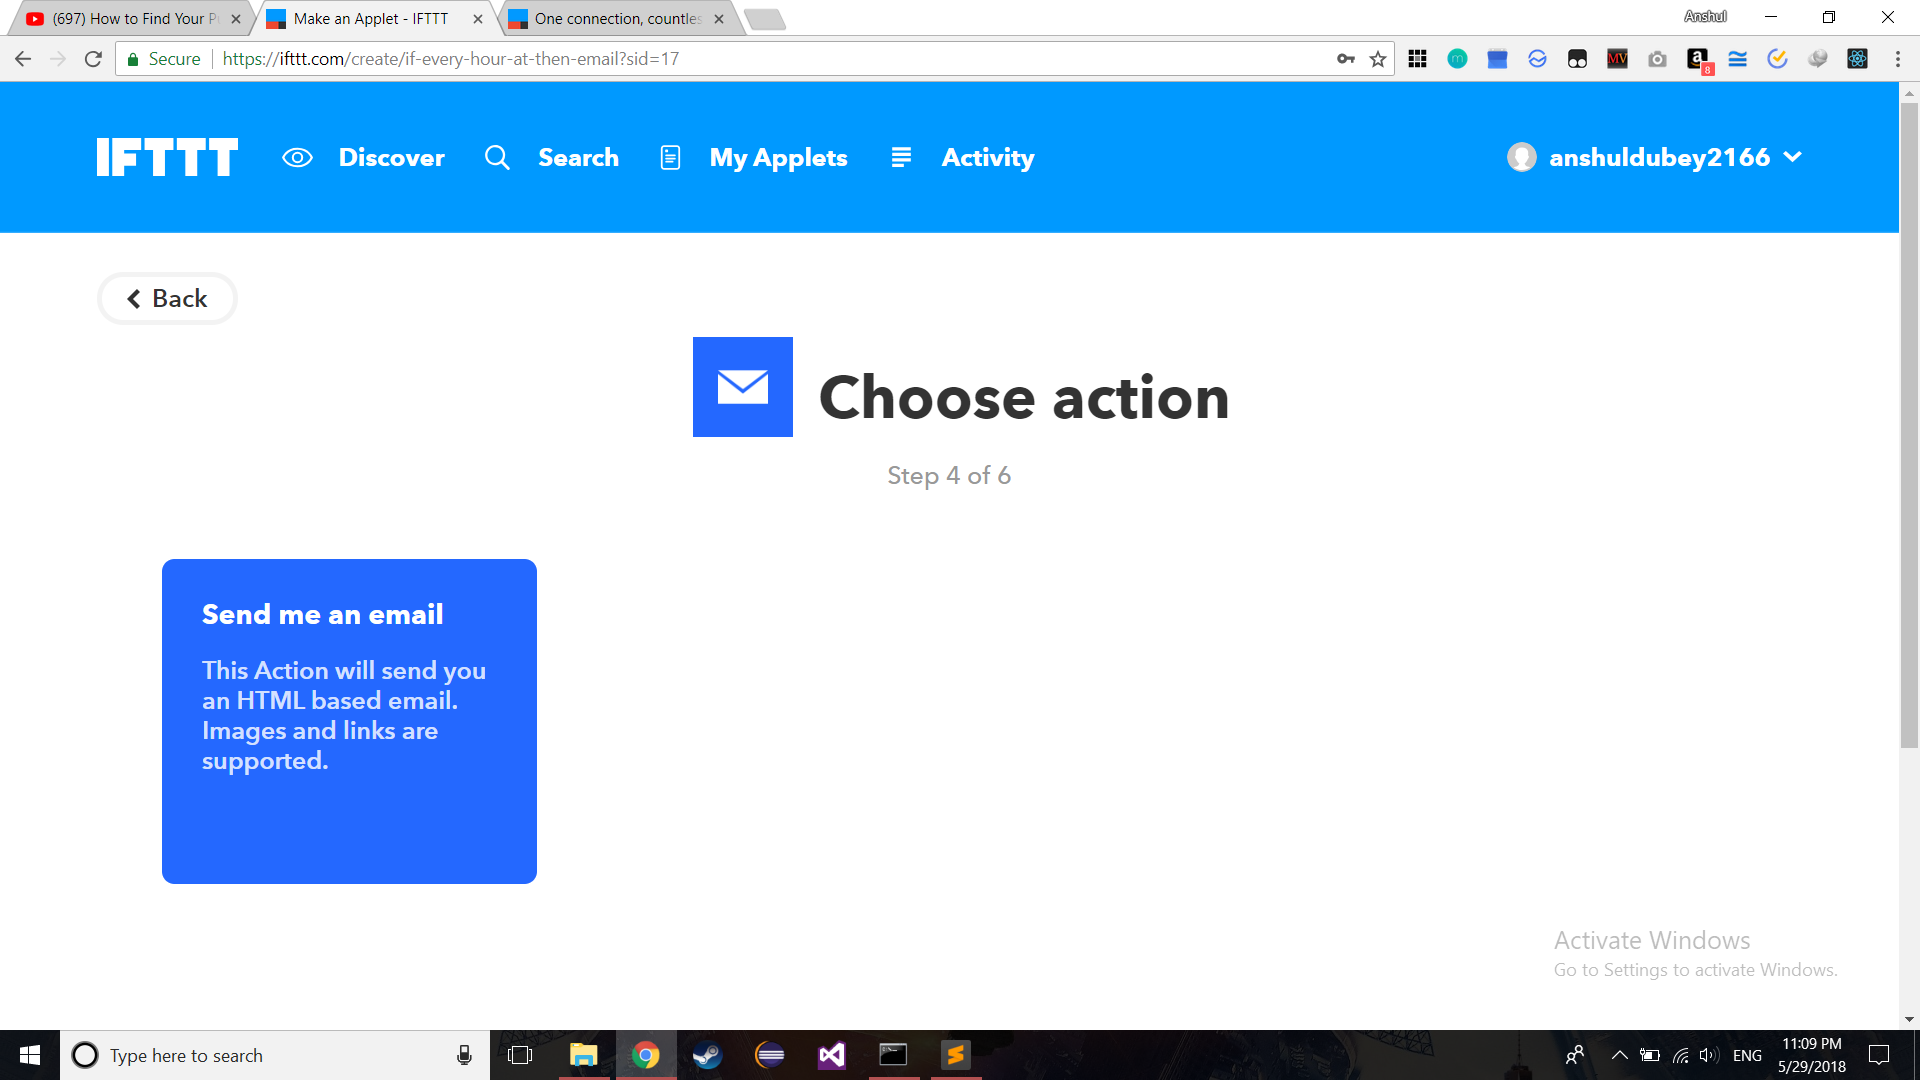 (697) How to Find Your P
Make an Applet - IFTTT
One connection, countles
Anshul
Secure
https://ifttt.com/create/if-every-hour-at-then-email?sid=17
m
MV
a
8
IFTTT
Discover
Search
My Applets
Activity
anshuldubey2166
Back
Choose action
Step 4 of 6
Send me an email
This Action will send you
an HTML based email.
Images and links are
supported.
Activate Windows
Go to Settings to activate Windows.
Type here to search
ENG
11:09 PM
5/29/2018